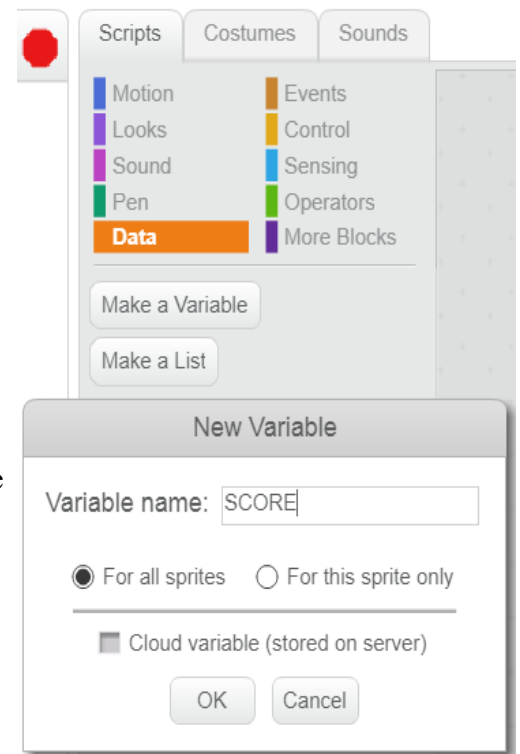 Scripts Costumes Sounds
Motion Events
Looks Control
Sound Sensing
Pen Operators
Data More Blocks
Make a Variable
Make a List
New Variable
e
Variable name: SCORE
For all sprites For this sprite only
Cloud variable (stored on server)
OK Cancel